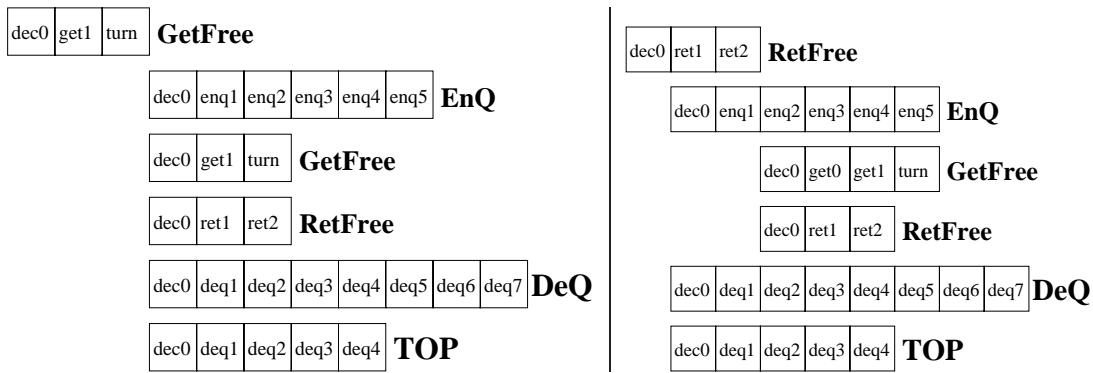 dec0 get1 turn GetFree
dec0 enq1 enq2 enq3 enq4 enq5 EnQ
dec0 get1 turn GetFree
dec0 ret1 ret2 RetFree
dec0 deq1 deq2 deq3 deq4 deq5 deq6 deq7 DeQ
dec0 deq1 deq2 deq3 deq4 TOP
dec0 ret1 ret2 RetFree
dec0 enq1 enq2 enq3 enq4 enq5 EnQ
dec0 get0 get1 turn GetFree
dec0 ret1 ret2 RetFree
dec0 deq1 deq2 deq3 deq4 deq5 deq6 deq7 DeQ
dec0 deq1 deq2 deq3 deq4 TOP